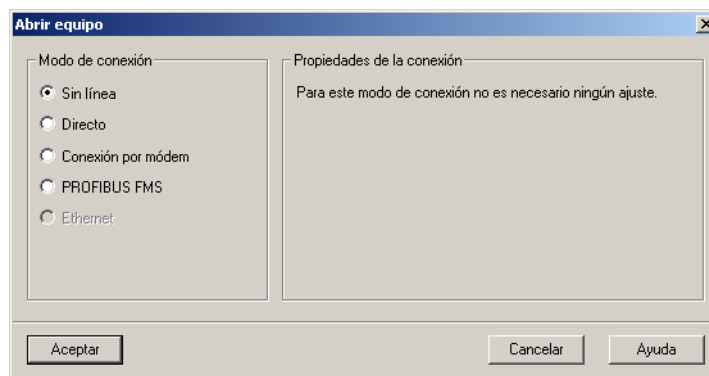 Abrir equipo
Modo de conexión
Sin línea
Directo
Conexión por módem
PROFIBUS FMS
Ethernet
Propiedades de la conexión
Para este modo de conexión no es necesario ningún ajuste.
Aceptar
Cancelar
Ayuda